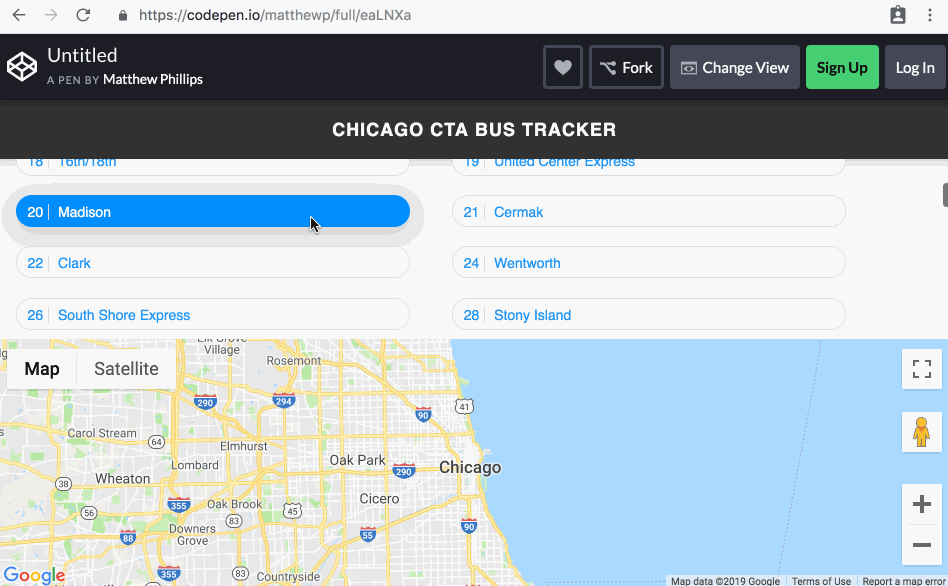 https://codepen.io/matthewp/full/eaLNXa
Untitled
A PEN BY Matthew Phillips
Fork
Change View
Sign Up
Log In
CHICAGO CTA BUS TRACKER
18 16th/18th
19 United Center Express
20 Madison
21 Cermak
22 Clark
24 Wentworth
26 South Shore Express
28 Stony Island
Map
Satellite
Elk Grove
Village
Rosemont
290
294
90
41
Carol Stream
64
Elmhurst
Lombard
Oak Park
290
Chicago
38
Wheaton
Cicero
355
Oak Brook
45
56
83
Downers
Grove
88
55
90
355
83
Countryside
Google
Map data ©2019 Google
Terms of Use
Report a map error